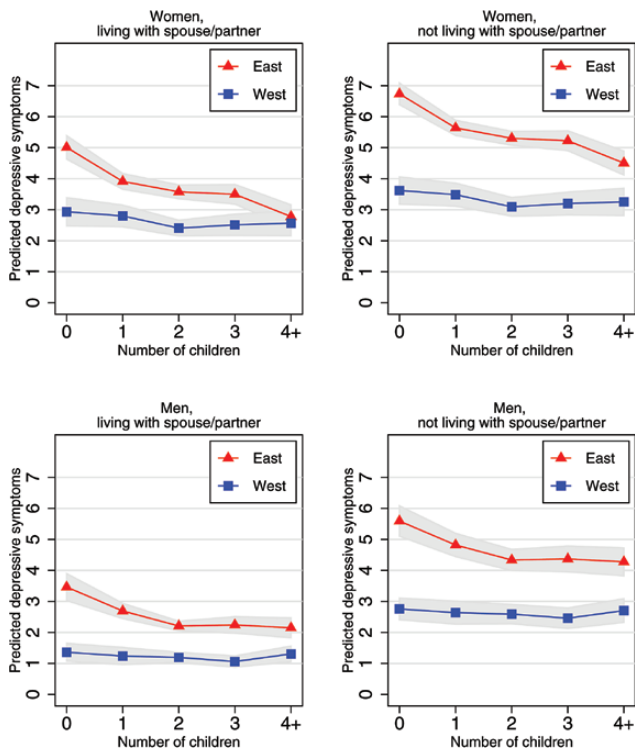 Women,
living with spouse/partner
East
West
Predicted depressive symptoms
7
6
5
4
3
2
1
0
0 1 2 3 4+
Number of children
Women,
not living with spouse/partner
East
West
Predicted depressive symptoms
7
6
5
4
3
2
1
0
0 1 2 3 4+
Number of children
Men,
living with spouse/partner
East
West
Predicted depressive symptoms
7
6
5
4
3
2
1
0
0 1 2 3 4+
Number of children
Men,
not living with spouse/partner
East
West
Predicted depressive symptoms
7
6
5
4
3
2
1
0
0 1 2 3 4+
Number of children